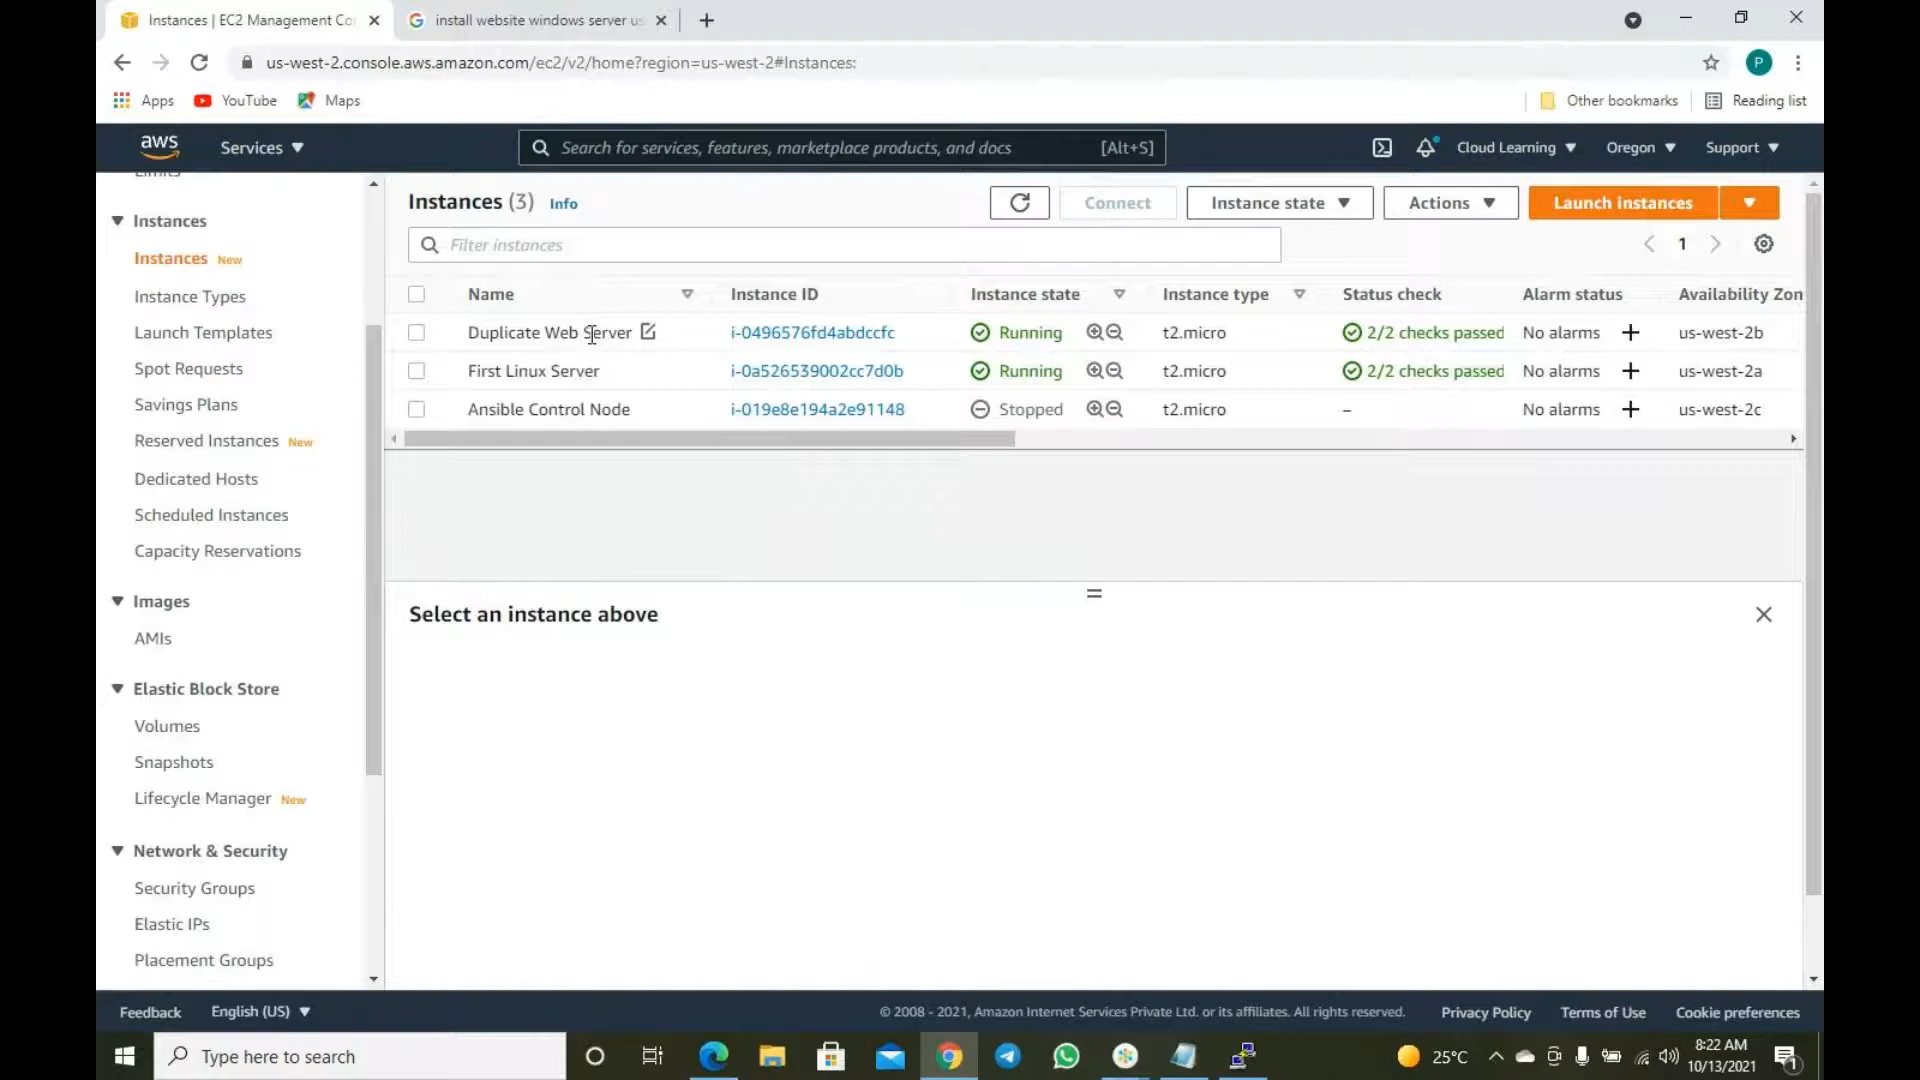 Instances | EC2 Management Co
install website windows server us
us-west-2.console.aws.amazon.com/ec2/v2/home?region=us-west-2#Instances:
P
Apps
YouTube
Maps
Other bookmarks
Reading list
aws
Services
Search for services, features, marketplace products, and docs
[Alt+S]
Cloud Learning
Oregon
Support
Limits
Instances
Instances New
Instance Types
Launch Templates
Spot Requests
Savings Plans
Reserved Instances New
Dedicated Hosts
Scheduled Instances
Capacity Reservations
Images
AMIs
Elastic Block Store
Volumes
Snapshots
Lifecycle Manager New
Network & Security
Security Groups
Elastic IPs
Placement Groups
Instances (3) Info
Connect
Instance state
Actions
Launch instances
Filter instances
1
Name Instance ID Instance state Instance type Status check Alarm status Availability Zon
Duplicate Web Server i-0496576fd4abdccfc Running t2.micro 2/2 checks passed No alarms + us-west-2b
First Linux Server i-0a526539002cc7d0b Running t2.micro 2/2 checks passed No alarms + us-west-2a
Ansible Control Node i-019e8e194a2e91148 Stopped t2.micro – No alarms + us-west-2c
Select an instance above
Feedback
English (US)
© 2008 - 2021, Amazon Internet Services Private Ltd. or its affiliates. All rights reserved.
Privacy Policy
Terms of Use
Cookie preferences
Type here to search
25°C
8:22 AM
10/13/2021
1